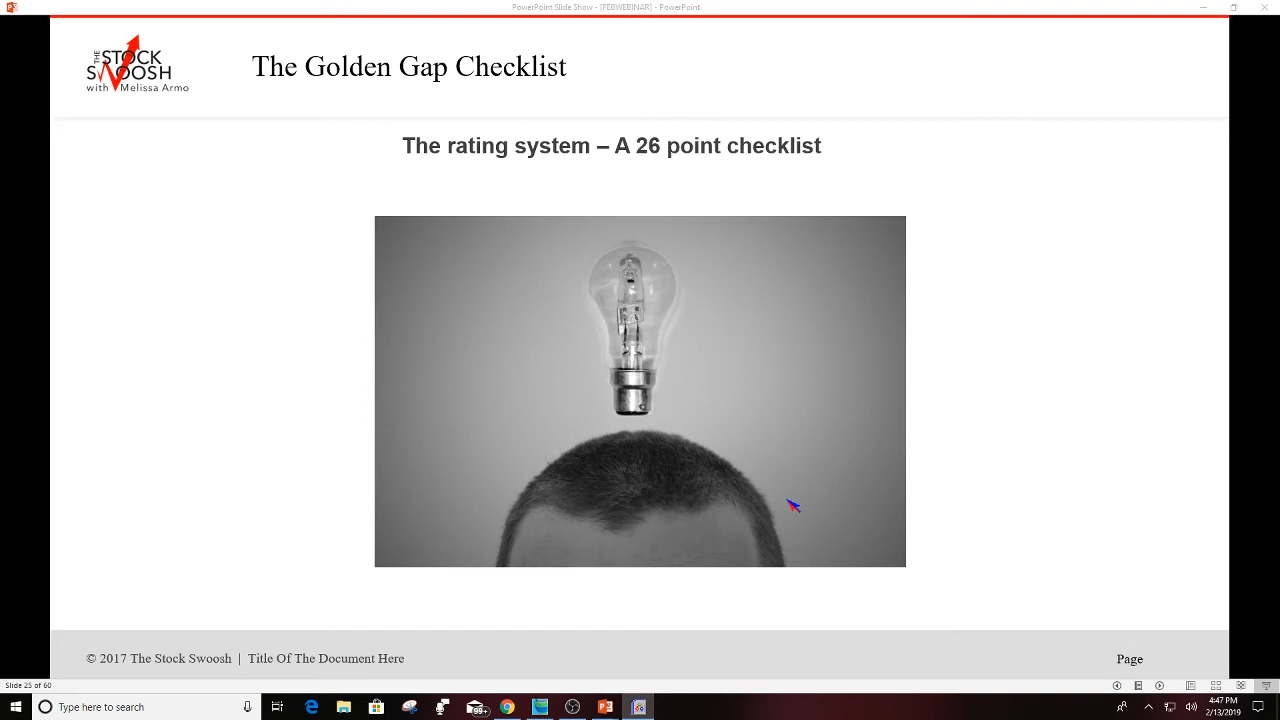 PowerPoint Slide Show - [FEBWEBINAR] - PowerPoint
THE
STOCK
SWOOSH
with Melissa Armo
The Golden Gap Checklist
The rating system – A 26 point checklist
© 2017 The Stock Swoosh | Title Of The Document Here
Page
Slide 25 of 60
Type here to search
99+
4:47 PM
2/13/2019